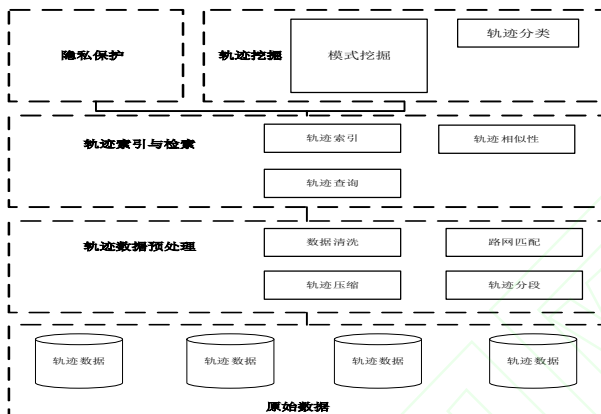 隐私保护
轨迹挖掘
模式挖掘
轨迹分类
轨迹索引与检索
轨迹索引
轨迹相似性
轨迹查询
轨迹数据预处理
数据清洗
路网匹配
轨迹压缩
轨迹分段
轨迹数据
轨迹数据
轨迹数据
轨迹数据
原始数据